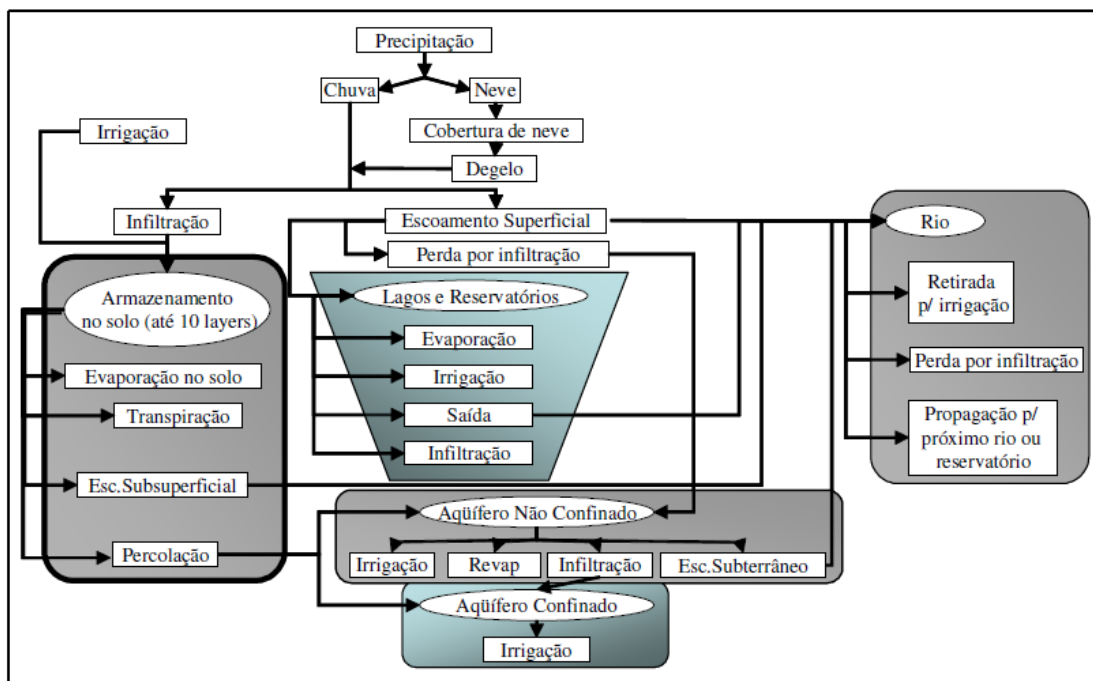 Precipitação
Chuva
Neve
Irrigação
Cobertura de neve
Degelo
Infiltração
Escoamento Superficial
Rio
Perda por infiltração
Armazenamento
no solo (até 10 layers)
Evaporação no solo
Transpiração
Esc.Subsuperficial
Percolação
Lagos e Reservatórios
Evaporação
Irrigação
Saída
Infiltração
Retirada
p/ irrigação
Perda por infiltração
Propagação p/
próximo rio ou
reservatório
Aqüífero Não Confinado
Irrigação
Revap
Infiltração
Esc.Subterrâneo
Aqüífero Confinado
Irrigação